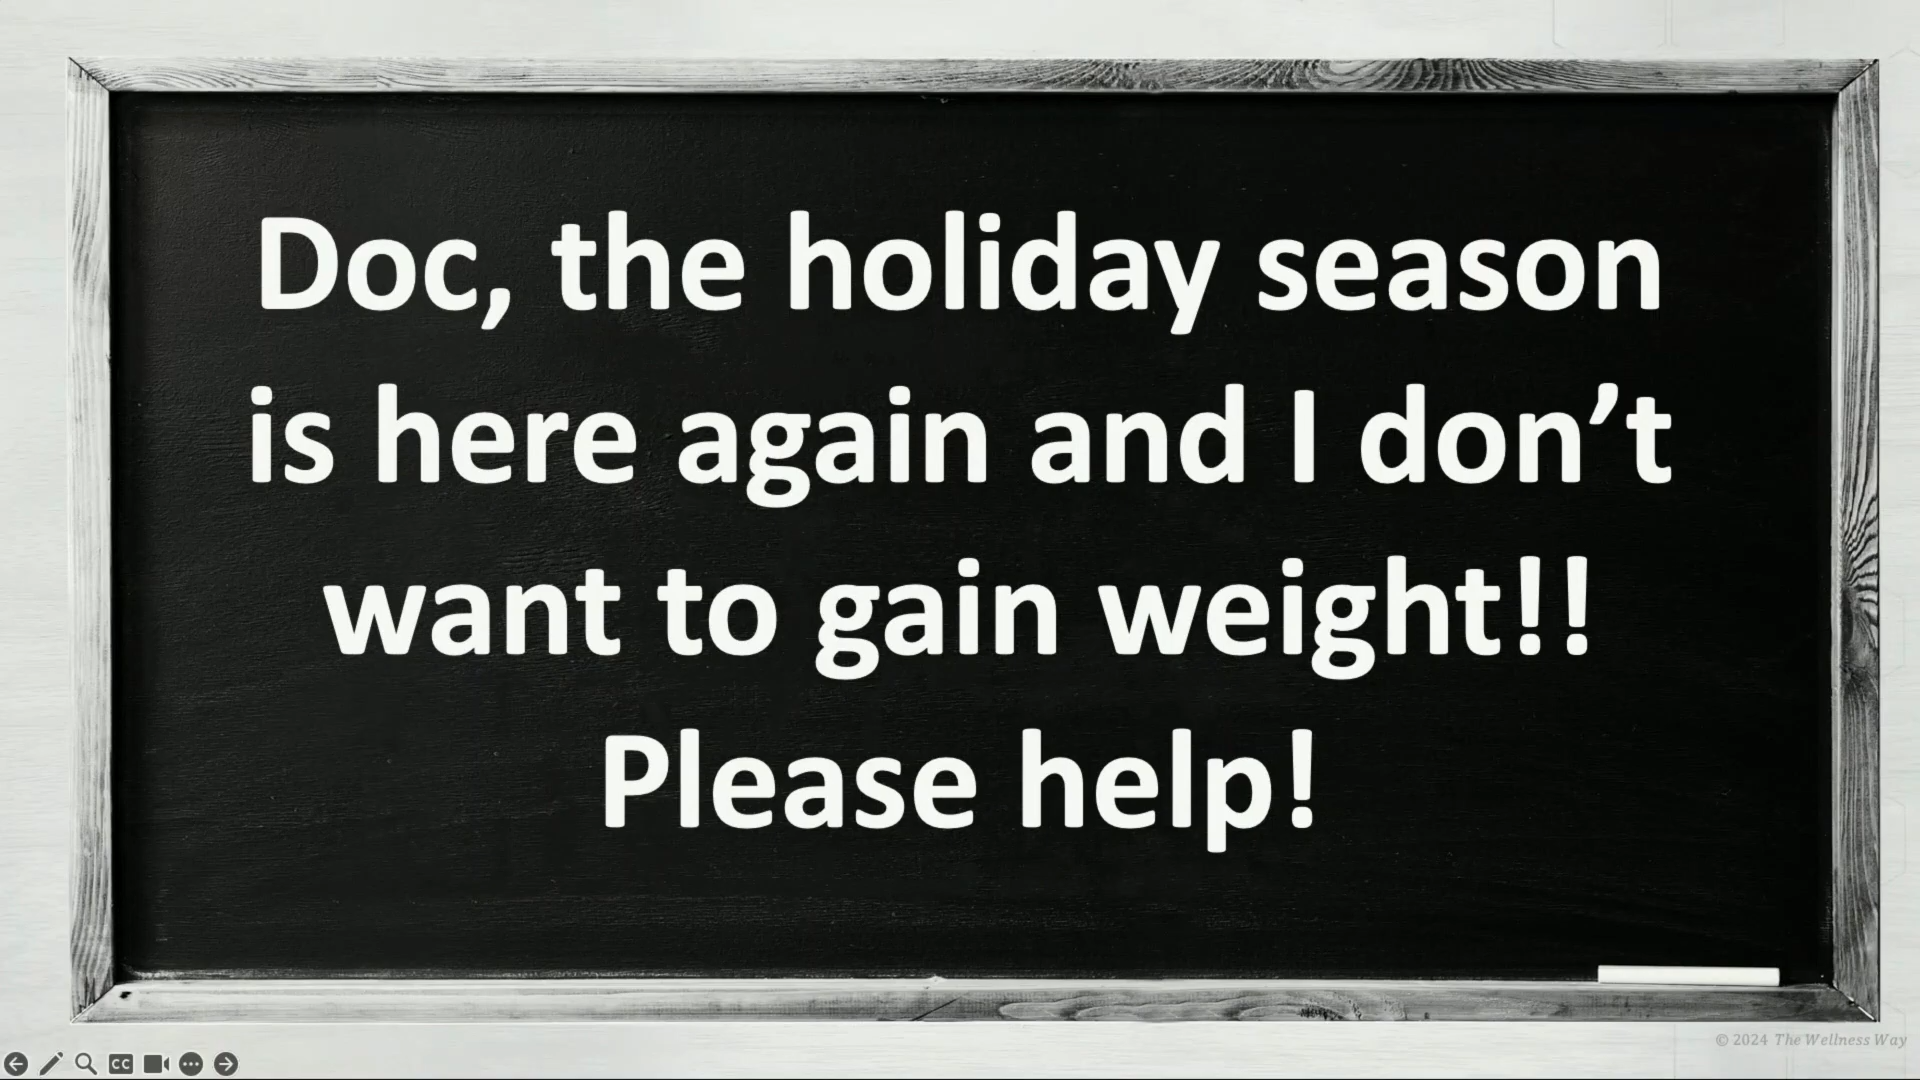 Doc, the holiday season
is here again and I don’t
want to gain weight!!
Please help!
© 2024 The Wellness Way
CC